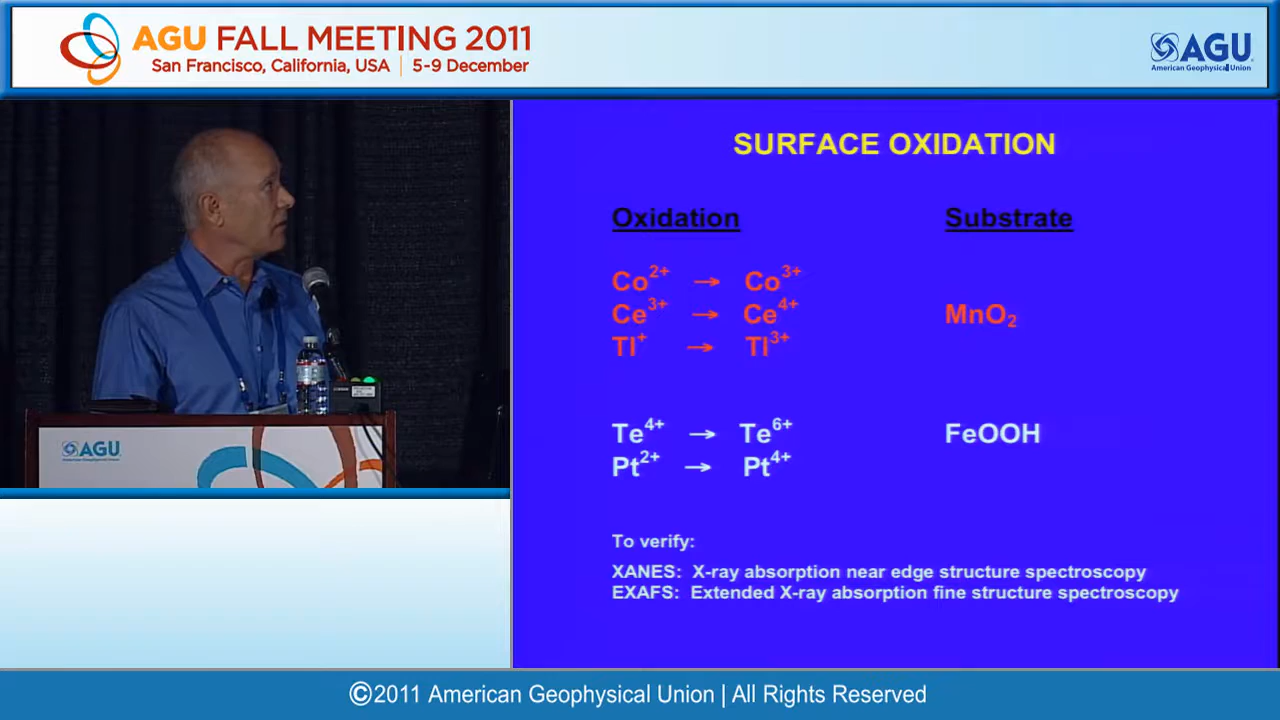 AGU FALL MEETING 2011
San Francisco, California, USA | 5-9 December
AGU
American Geophysical Union
SURFACE OXIDATION
Oxidation Substrate
Co²⁺ → Co³⁺
Ce³⁺ → Ce⁴⁺ MnO₂
Tl⁺ → Tl³⁺
Te⁴⁺ → Te⁶⁺ FeOOH
Pt²⁺ → Pt⁴⁺
To verify:
XANES: X-ray absorption near edge structure spectroscopy
EXAFS: Extended X-ray absorption fine structure spectroscopy
AGU
©2011 American Geophysical Union | All Rights Reserved